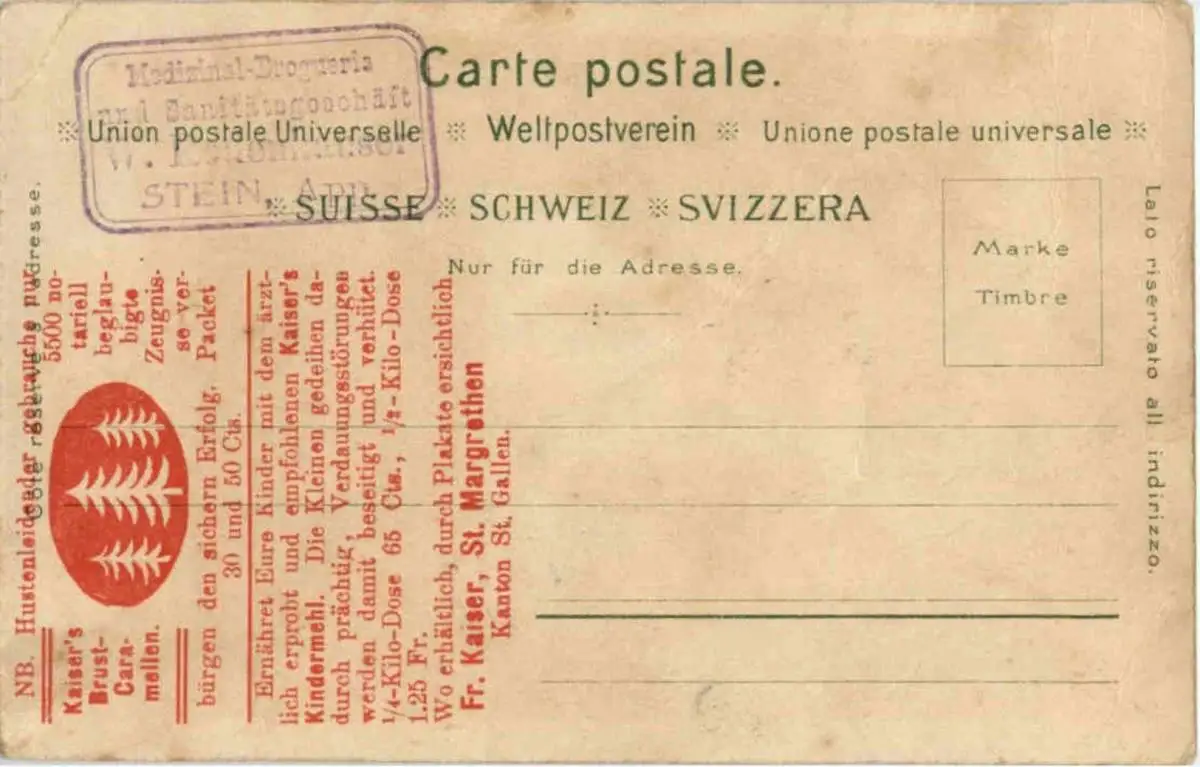 Medizinal-Droguerie
und Sanitätsgeschäft
W.
STEIN, App.
Carte postale.
Union postale Universelle Weltpostverein Unione postale universale
SUISSE SCHWEIZ SVIZZERA
Nur für die Adresse.
Marke
Timbre
Côté réservé à l'adresse.
Lato riservato all indirizzo.
NB. Hustenleidender gebrauche nur
Kaiser's
Brust-
Cara-
mellen.
5500 no-
tariell
beglau-
bigte
Zeugnis-
se ver-
bürgen den sichern Erfolg. Packet
30 und 50 Cts.
Ernähret Eure Kinder mit dem ärzt-
lich erprobt und empfohlenen Kaiser's
Kindermehl. Die Kleinen gedeihen da-
durch prächtig, Verdauungsstörungen
werden damit beseitigt und verhütet.
1/4-Kilo-Dose 65 Cts., 1/2-Kilo-Dose
1.25 Fr.
Wo erhältlich, durch Plakate ersichtlich.
Fr. Kaiser, St. Margrethen
Kanton St. Gallen.